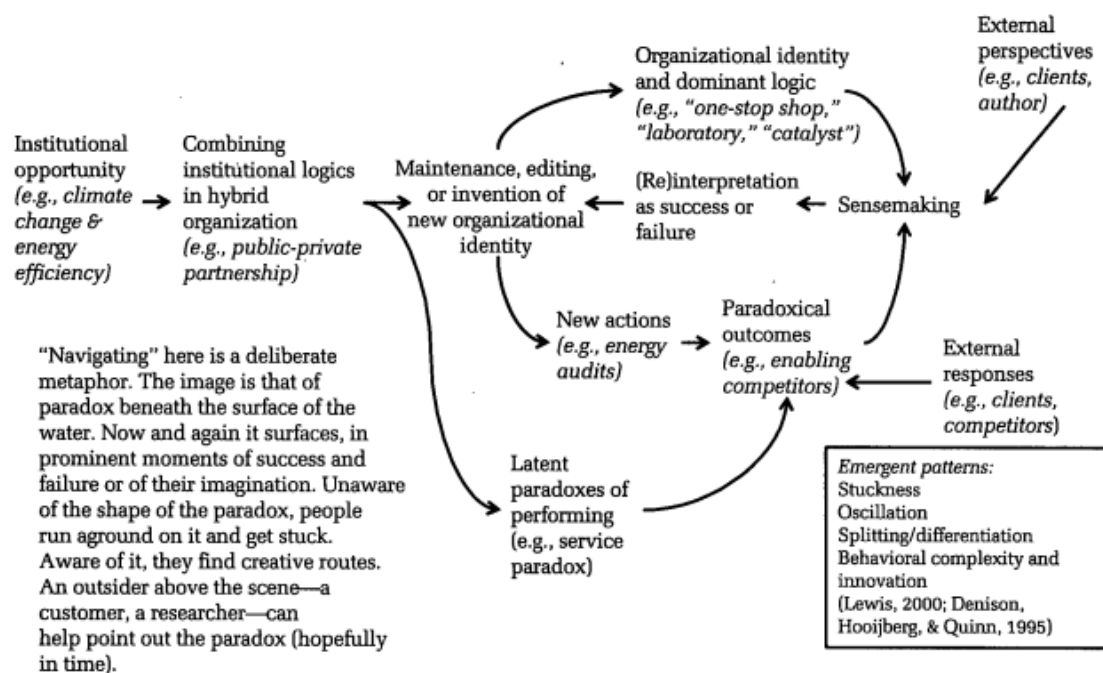 Institutional
opportunity
(e.g., climate
change &
energy
efficiency)
Combining
institutional logics
in hybrid
organization
(e.g., public-private
partnership)
Maintenance, editing,
or invention of
new organizational
identity
Organizational identity
and dominant logic
(e.g., “one-stop shop,”
“laboratory,” “catalyst”)
(Re)interpretation
as success or
failure
Sensemaking
External
perspectives
(e.g., clients,
author)
New actions
(e.g., energy
audits)
Paradoxical
outcomes
(e.g., enabling
competitors)
External
responses
(e.g., clients,
competitors)
Latent
paradoxes of
performing
(e.g., service
paradox)
“Navigating” here is a deliberate
metaphor. The image is that of
paradox beneath the surface of the
water. Now and again it surfaces, in
prominent moments of success and
failure or of their imagination. Unaware
of the shape of the paradox, people
run aground on it and get stuck.
Aware of it, they find creative routes.
An outsider above the scene—a
customer, a researcher—can
help point out the paradox (hopefully
in time).
Emergent patterns:
Stuckness
Oscillation
Splitting/differentiation
Behavioral complexity and
innovation
(Lewis, 2000; Denison,
Hooijberg, & Quinn, 1995)